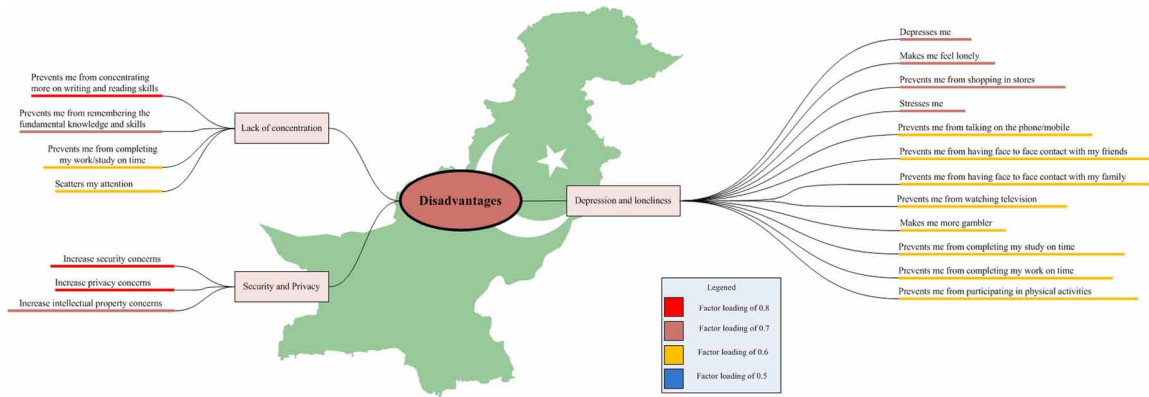 Prevents me from concentrating
more on writing and reading skills
Prevents me from remembering the
fundamental knowledge and skills
Prevents me from completing
my work/study on time
Scatters my attention
Lack of concentration
Increase security concerns
Increase privacy concerns
Increase intellectual property concerns
Security and Privacy
Disadvantages
Depression and loncliness
Depresses me
Makes me feel lonely
Prevents me from shopping in stores
Stresses me
Prevents me from talking on the phone/mobile
Prevents me from having face to face contact with my friends
Prevents me from having face to face contact with my family
Prevents me from watching television
Makes me more gambler
Prevents me from completing my study on time
Prevents me from completing my work on time
Prevents me from participating in physical activities
Legened
Factor loading of 0.8
Factor loading of 0.7
Factor loading of 0.6
Factor loading of 0.5